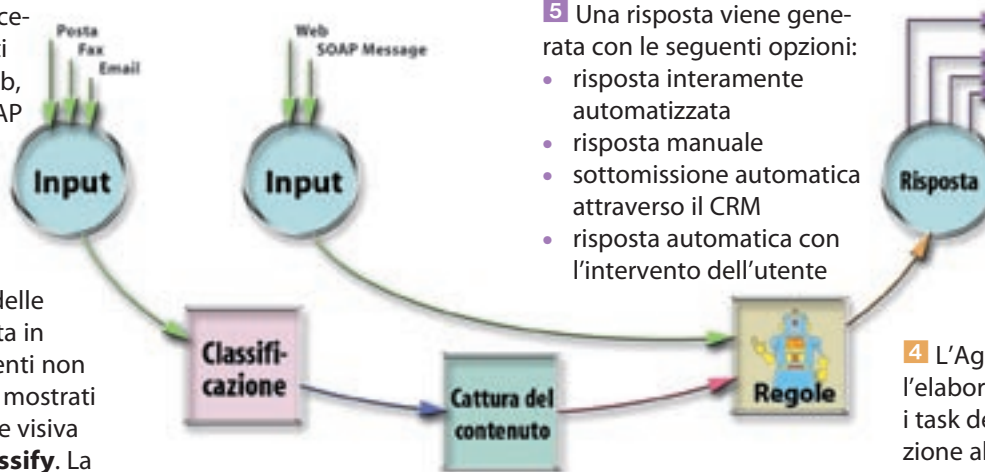 Posta
Fax
Email
Input
Web
SOAP Message
Input
5 Una risposta viene gene-
rata con le seguenti opzioni:
• risposta interamente
automatizzata
• risposta manuale
• sottomissione automatica
attraverso il CRM
• risposta automatica con
l'intervento dell'utente
Risposta
delle
ta in
enti non
mostrati
e visiva
ssify. La
Classifi-
cazione
Cattura del
contenuto
Regole
4 L'Ag
l'elabor
i task de
zione al
ce-
ti
b,
AP